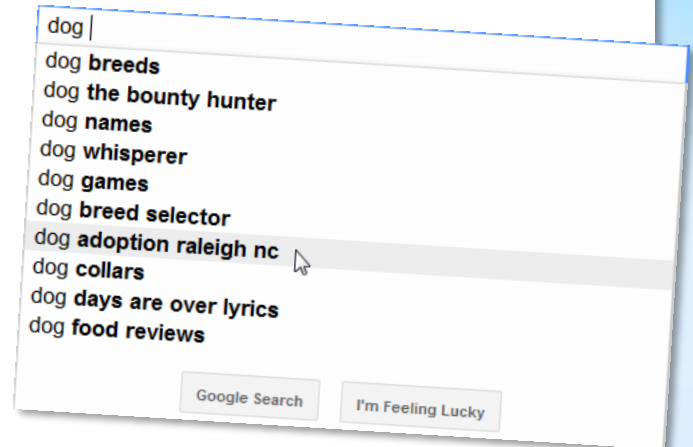 dog
dog breeds
dog the bounty hunter
dog names
dog whisperer
dog games
dog breed selector
dog adoption raleigh nc
dog collars
dog days are over lyrics
dog food reviews
Google Search I'm Feeling Lucky